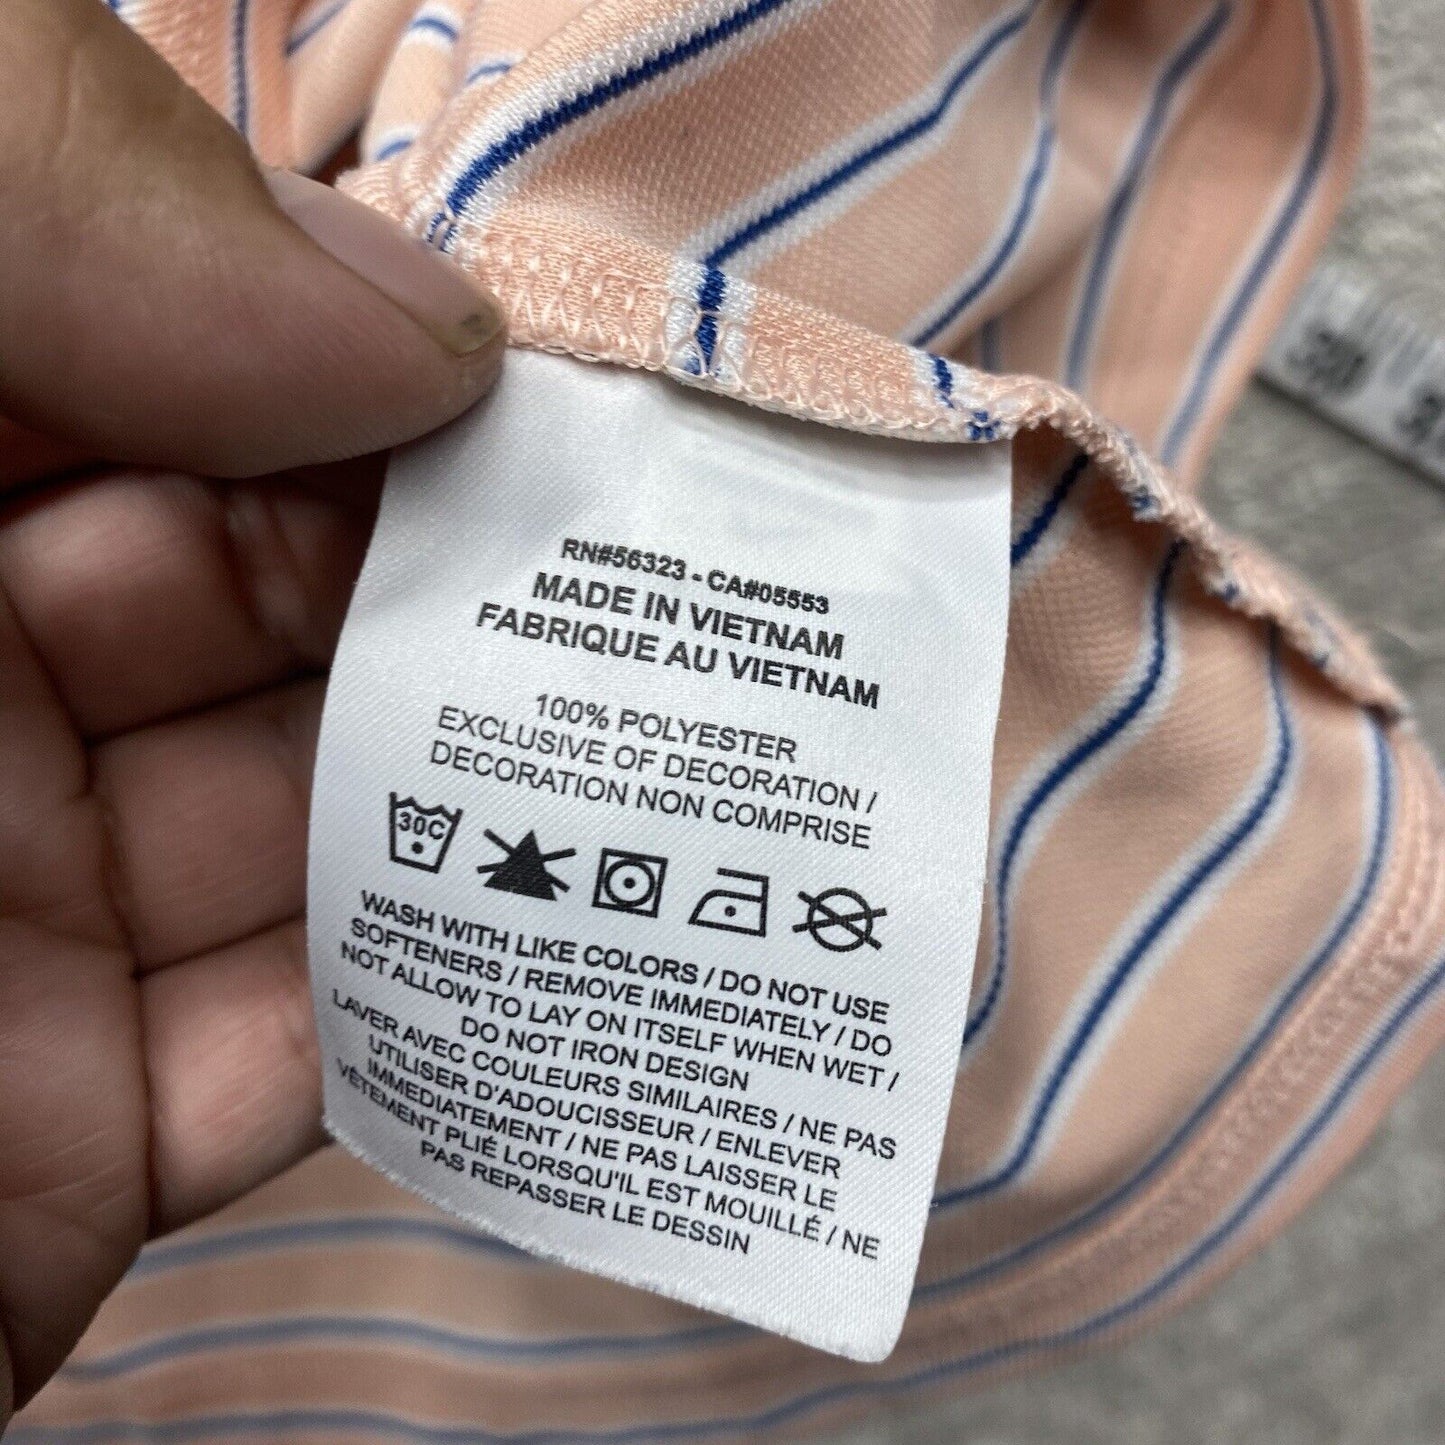 RN#56323 - CA#05553
MADE IN VIETNAM
FABRIQUE AU VIETNAM
100% POLYESTER
EXCLUSIVE OF DECORATION /
DECORATION NON COMPRISE
30C
WASH WITH LIKE COLORS / DO NOT USE
SOFTENERS / REMOVE IMMEDIATELY / DO
NOT ALLOW TO LAY ON ITSELF WHEN WET /
DO NOT IRON DESIGN
LAVER AVEC COULEURS SIMILAIRES / NE PAS
UTILISER D'ADOUCISSEUR / ENLEVER
IMMEDIATEMENT / NE PAS LAISSER LE
VÊTEMENT PLIÉ LORSQU'IL EST MOUILLÉ / NE
PAS REPASSER LE DESSIN
30